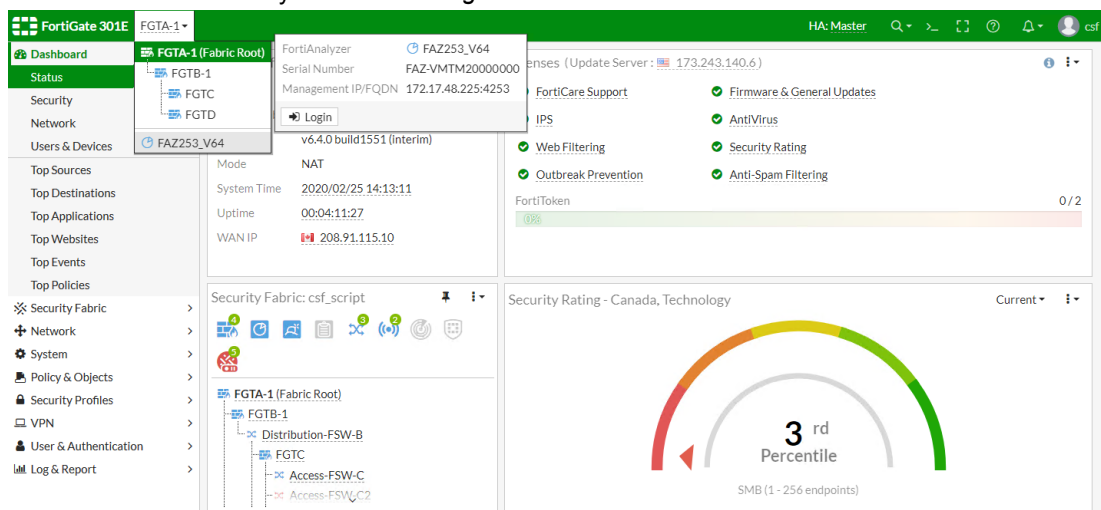 FortiGate 301E FGTA-1 HA: Master csf
Dashboard
Status
Security
Network
Users & Devices
Top Sources
Top Destinations
Top Applications
Top Websites
Top Events
Top Policies
Security Fabric
Network
System
Policy & Objects
Security Profiles
VPN
User & Authentication
Log & Report
FGTA-1 (Fabric Root)
FGTB-1
FGTC
FGTD
FAZ253_V64
FortiAnalyzer FAZ253_V64
Serial Number FAZ-VMTM20000000
Management IP/FQDN 172.17.48.225:4253
Login
v6.4.0 build1551 (interim)
Mode NAT
System Time 2020/02/25 14:13:11
Uptime 00:04:11:27
WAN IP 208.91.115.10
(Update Server: 173.243.140.6)
FortiCare Support Firmware & General Updates
IPS AntiVirus
Web Filtering Security Rating
Outbreak Prevention Anti-Spam Filtering
FortiToken 0/2
0%
Security Fabric: csf_script
4 3 2
5
FGTA-1 (Fabric Root)
FGTB-1
Distribution-FSW-B
FGTC
Access-FSW-C
Access-FSW-C2
Security Rating - Canada, Technology Current
3 rd
Percentile
SMB (1 - 256 endpoints)